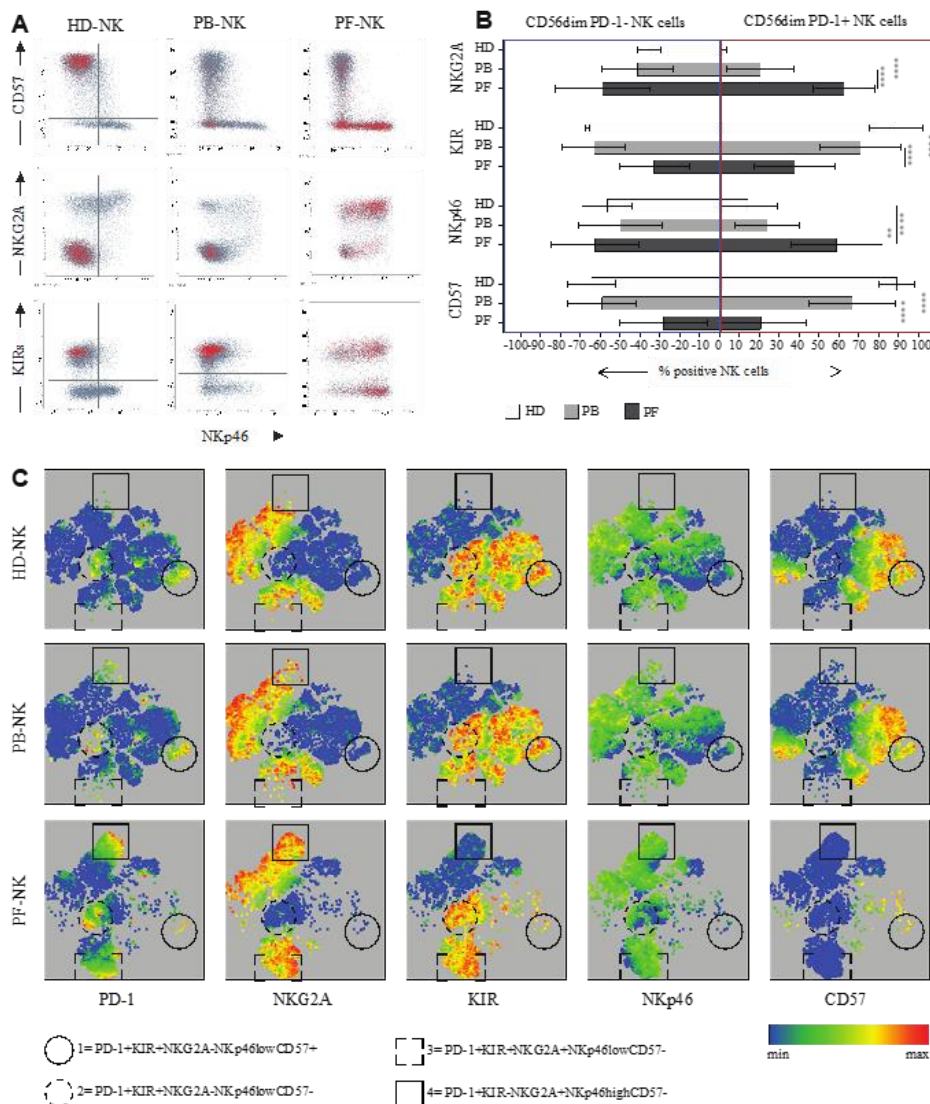 A
HD-NK PB-NK PF-NK
CD57
NKG2A
KIRs
NKp46
B
CD56dim PD-1- NK cells CD56dim PD-1+ NK cells
NKG2A
HD
PB
PF
****
****
KIR
HD
PB
PF
****
NKp46
HD
PB
PF
**
****
CD57
HD
PB
PF
****
****
-100 -90 -80 -70 -60 -50 -40 -30 -20 -10 0 10 20 30 40 50 60 70 80 90 100
% positive NK cells
HD PB PF
C
HD-NK
PB-NK
PF-NK
PD-1 NKG2A KIR NKp46 CD57
1= PD-1+KIR+NKG2A-NKp46lowCD57+
3= PD-1+KIR+NKG2A+NKp46lowCD57-
2= PD-1+KIR+NKG2A-NKp46lowCD57-
4= PD-1+KIR-NKG2A+NKp46highCD57-
min max